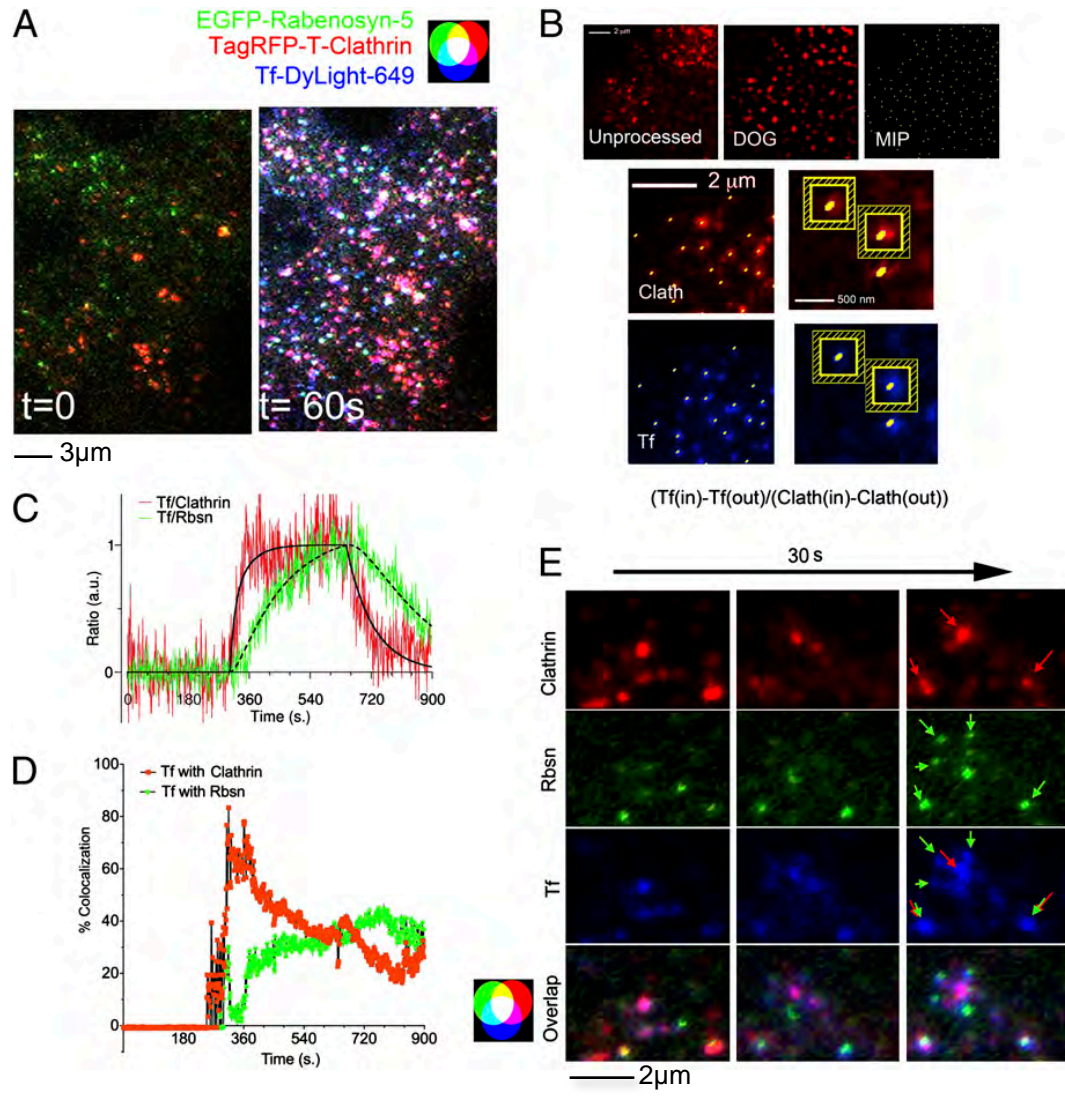 A
EGFP-Rabenosyn-5
TagRFP-T-Clathrin
Tf-DyLight-649
t=0
t= 60s
3μm
B
2 μm
Unprocessed
DOG
MIP
2 μm
Clath
500 nm
Tf
(Tf(in)-Tf(out)/(Clath(in)-Clath(out))
C
Tf/Clathrin
Tf/Rbsn
Ratio (a.u.)
1
0
0 180 360 540 720 900
Time (s.)
D
Tf with Clathrin
Tf with Rbsn
% Colocalization
100
80
60
40
20
0
180 360 540 720 900
Time (s.)
E
30 s
Clathrin
Rbsn
Tf
Overlap
2μm